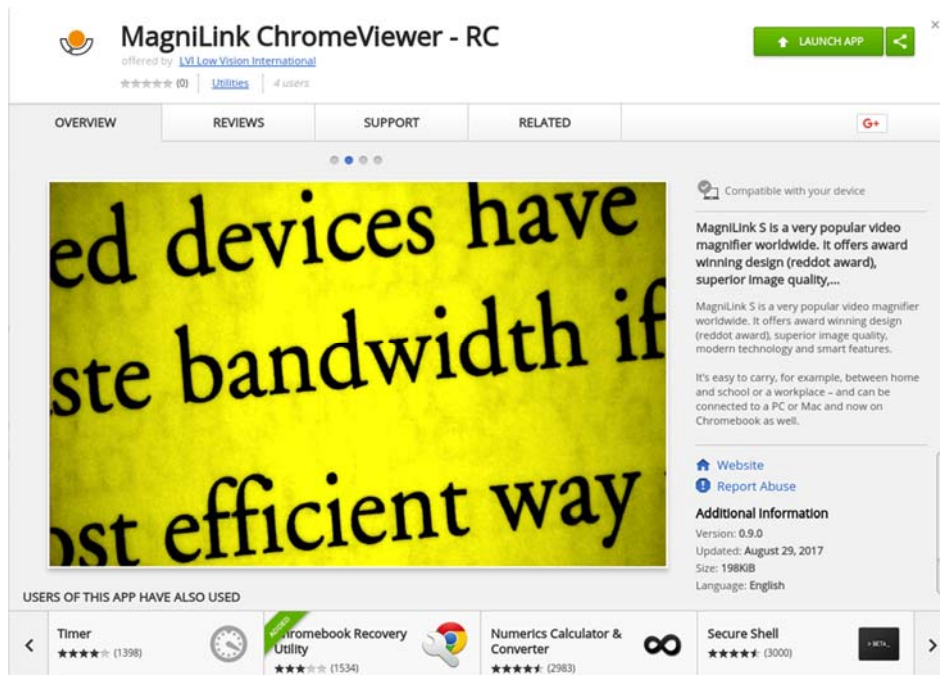 MagniLink ChromeViewer - RC
offered by LVI Low Vision International
(0) Utilities 4 users
LAUNCH APP
OVERVIEW REVIEWS SUPPORT RELATED
G+
ed devices have
ste bandwidth if
ost efficient way
Compatible with your device
MagniLink S is a very popular video
magnifier worldwide. It offers award
winning design (reddot award),
superior image quality,...
MagniLink S is a very popular video magnifier
worldwide. It offers award winning design
(reddot award), superior image quality,
modern technology and smart features.
It's easy to carry, for example, between home
and school or a workplace – and can be
connected to a PC or Mac and now on
Chromebook as well.
Website
Report Abuse
Additional Information
Version: 0.9.0
Updated: August 29, 2017
Size: 198KiB
Language: English
USERS OF THIS APP HAVE ALSO USED
Timer
(1398)
ADDED
hromebook Recovery
Utility
(1534)
Numerics Calculator &
Converter
(2983)
Secure Shell
(3000)
> BETA_